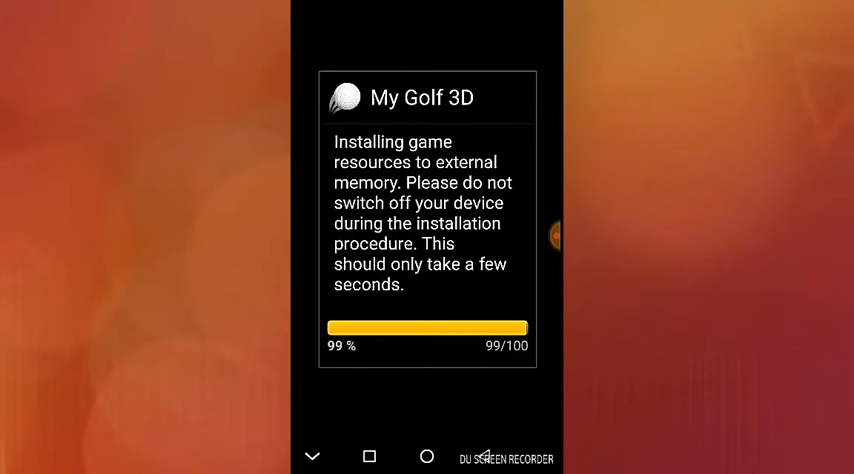 My Golf 3D
Installing game
resources to external
memory. Please do not
switch off your device
during the installation
procedure. This
should only take a few
seconds.
99 %
99/100
DU SCREEN RECORDER